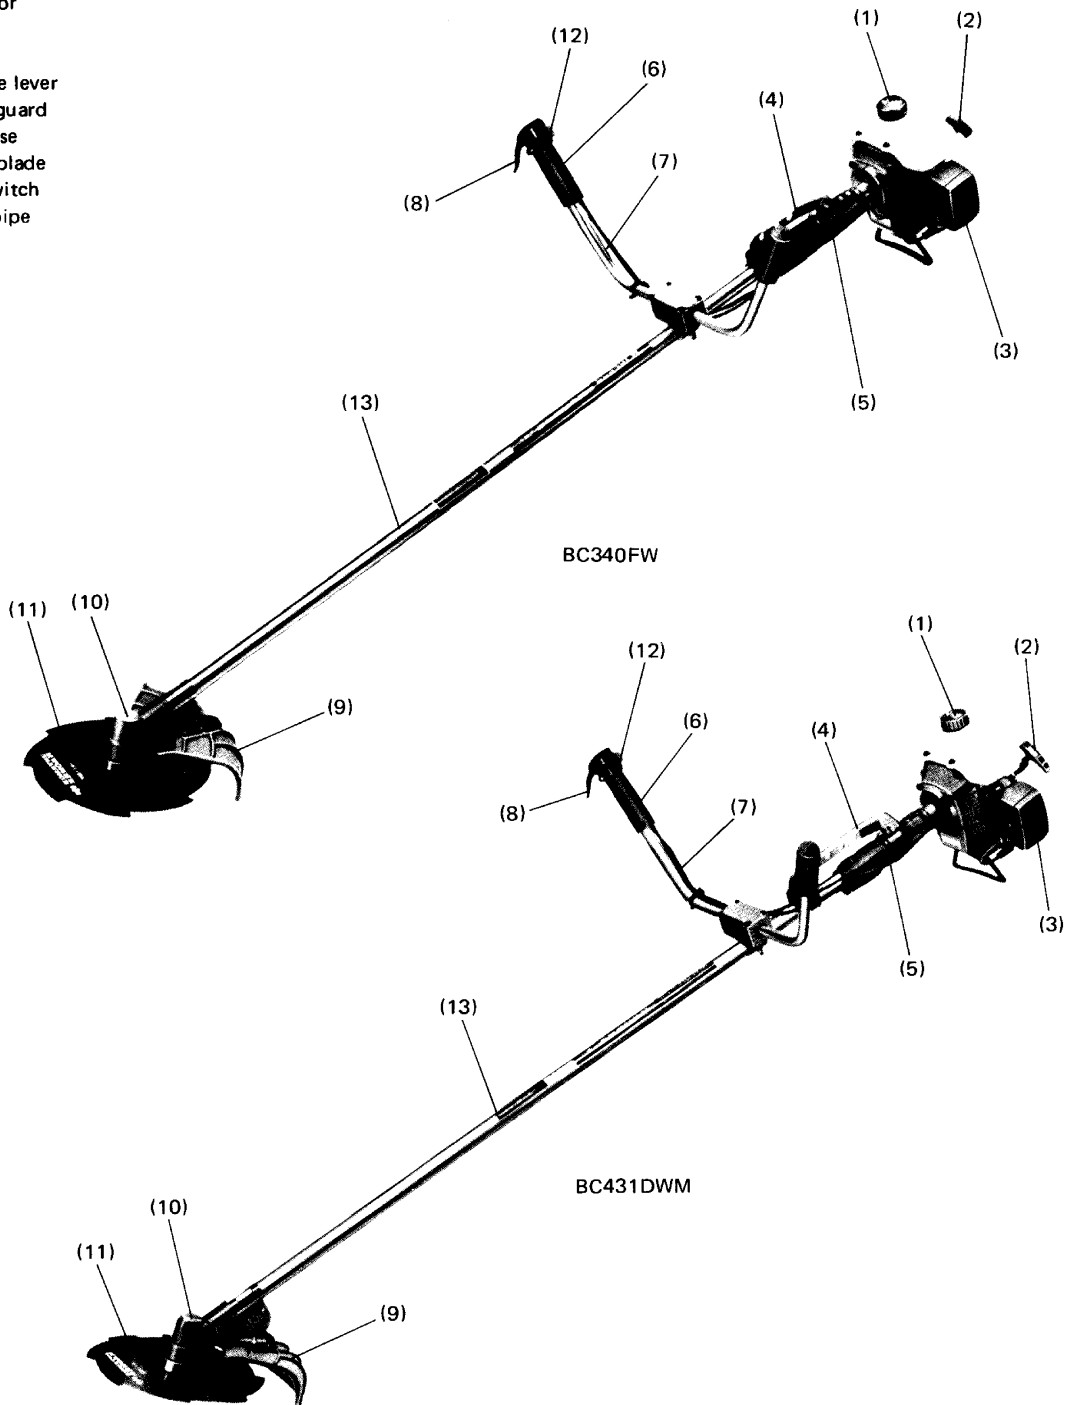 or
e lever
guard
se
blade
witch
pipe
(1)
(2)
(12)
(6)
(4)
(7)
(8)
(3)
(5)
(13)
BC340FW
(11)
(10)
(9)
(1)
(2)
(12)
(6)
(4)
(7)
(8)
(3)
(5)
(13)
BC431DWM
(10)
(11)
(9)